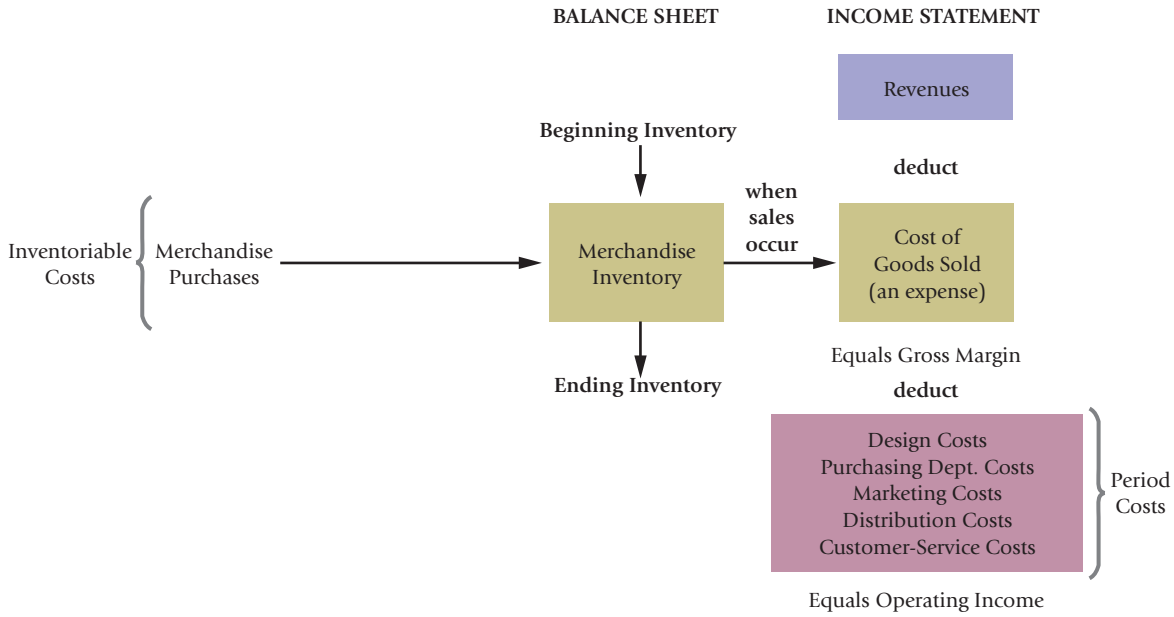 BALANCE SHEET
INCOME STATEMENT
Revenues
Beginning Inventory
deduct
when
sales
occur
Inventoriable
Costs
Merchandise
Purchases
Merchandise
Inventory
Cost of
Goods Sold
(an expense)
Equals Gross Margin
Ending Inventory
deduct
Design Costs
Purchasing Dept. Costs
Marketing Costs
Distribution Costs
Customer-Service Costs
Period
Costs
Equals Operating Income